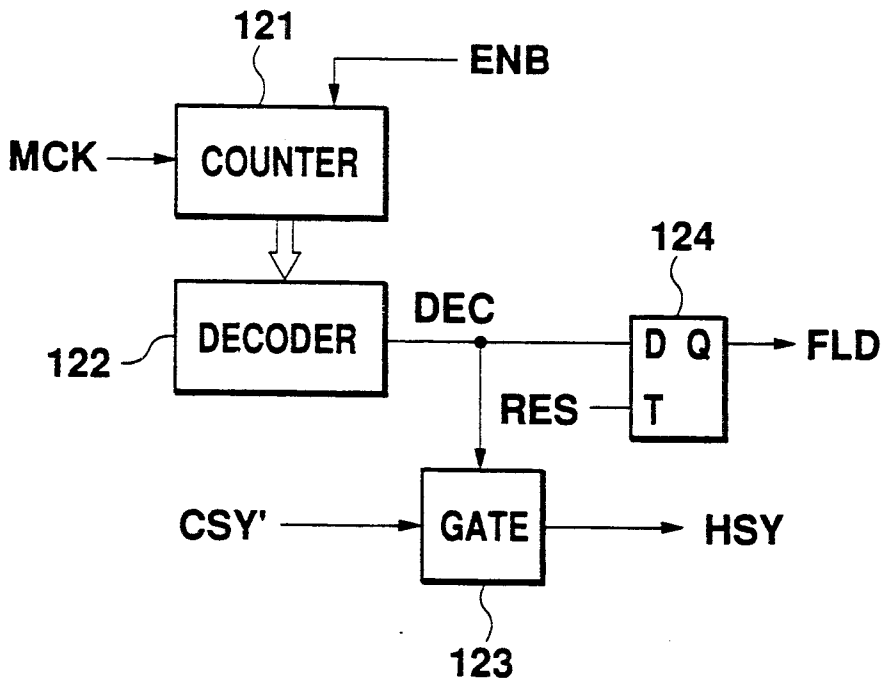 121
ENB
MCK
COUNTER
124
DEC
DECODER
D Q
FLD
122
RES
T
CSY'
GATE
HSY
123